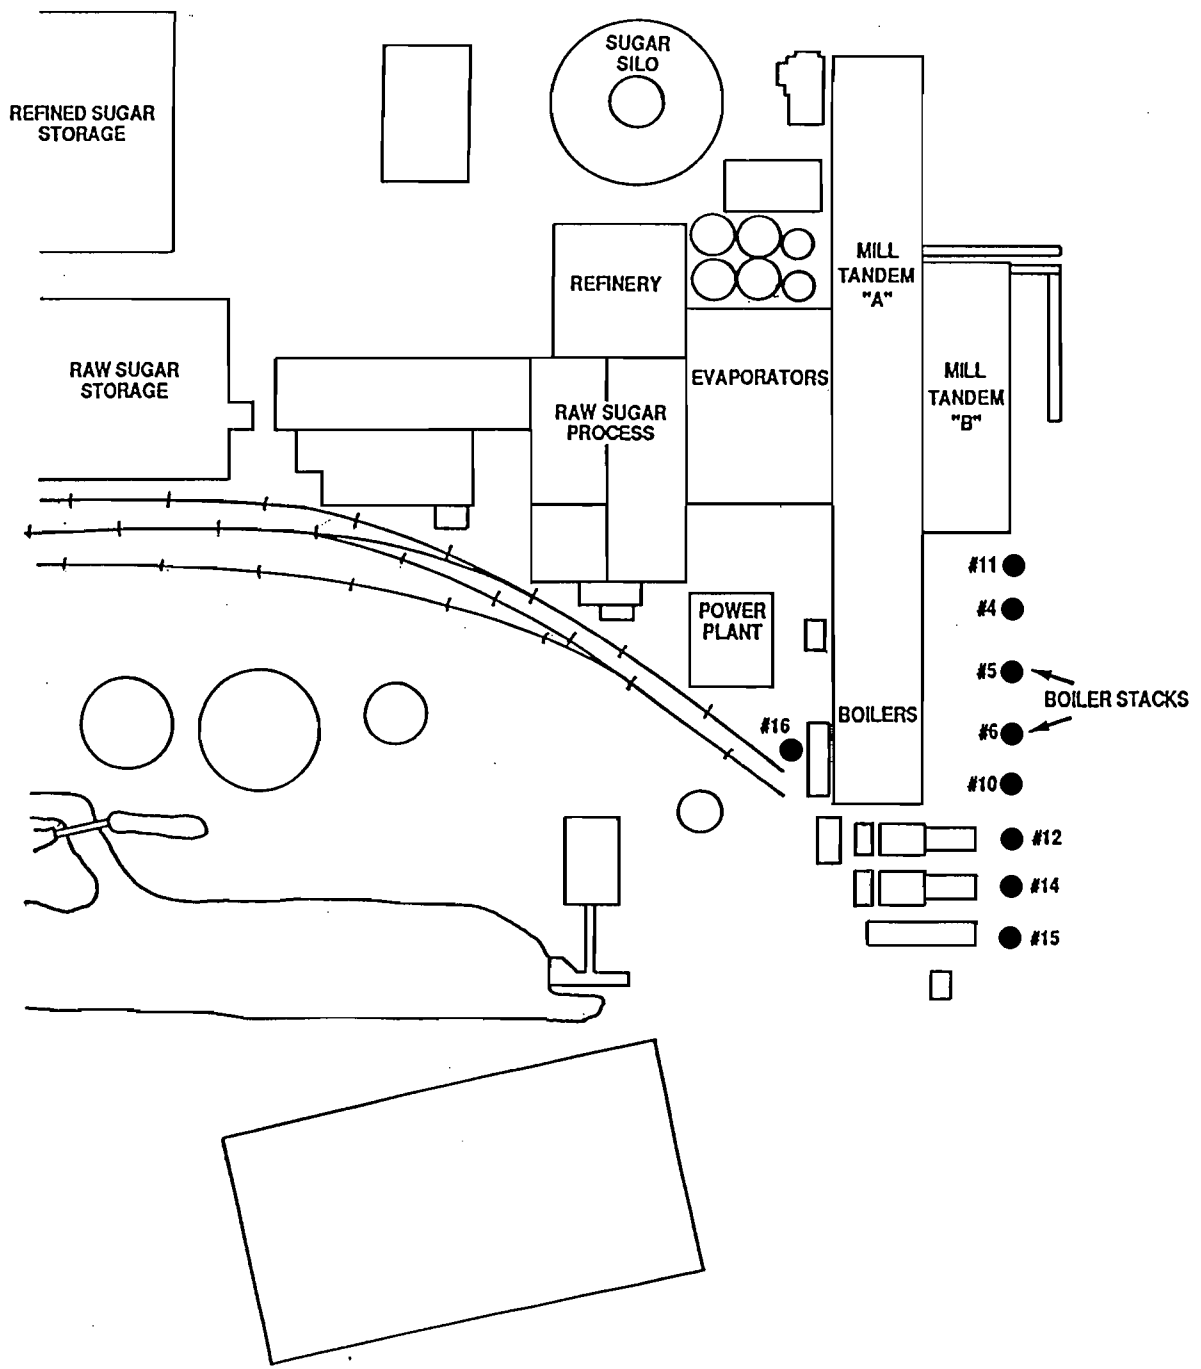 SUGAR
SILO
REFINED SUGAR
STORAGE
MILL
TANDEM
"A"
REFINERY
RAW SUGAR
STORAGE
EVAPORATORS
MILL
TANDEM
"B"
RAW SUGAR
PROCESS
#11
#4
POWER
PLANT
#5
BOILER STACKS
#16
BOILERS
#6
#10
#12
#14
#15